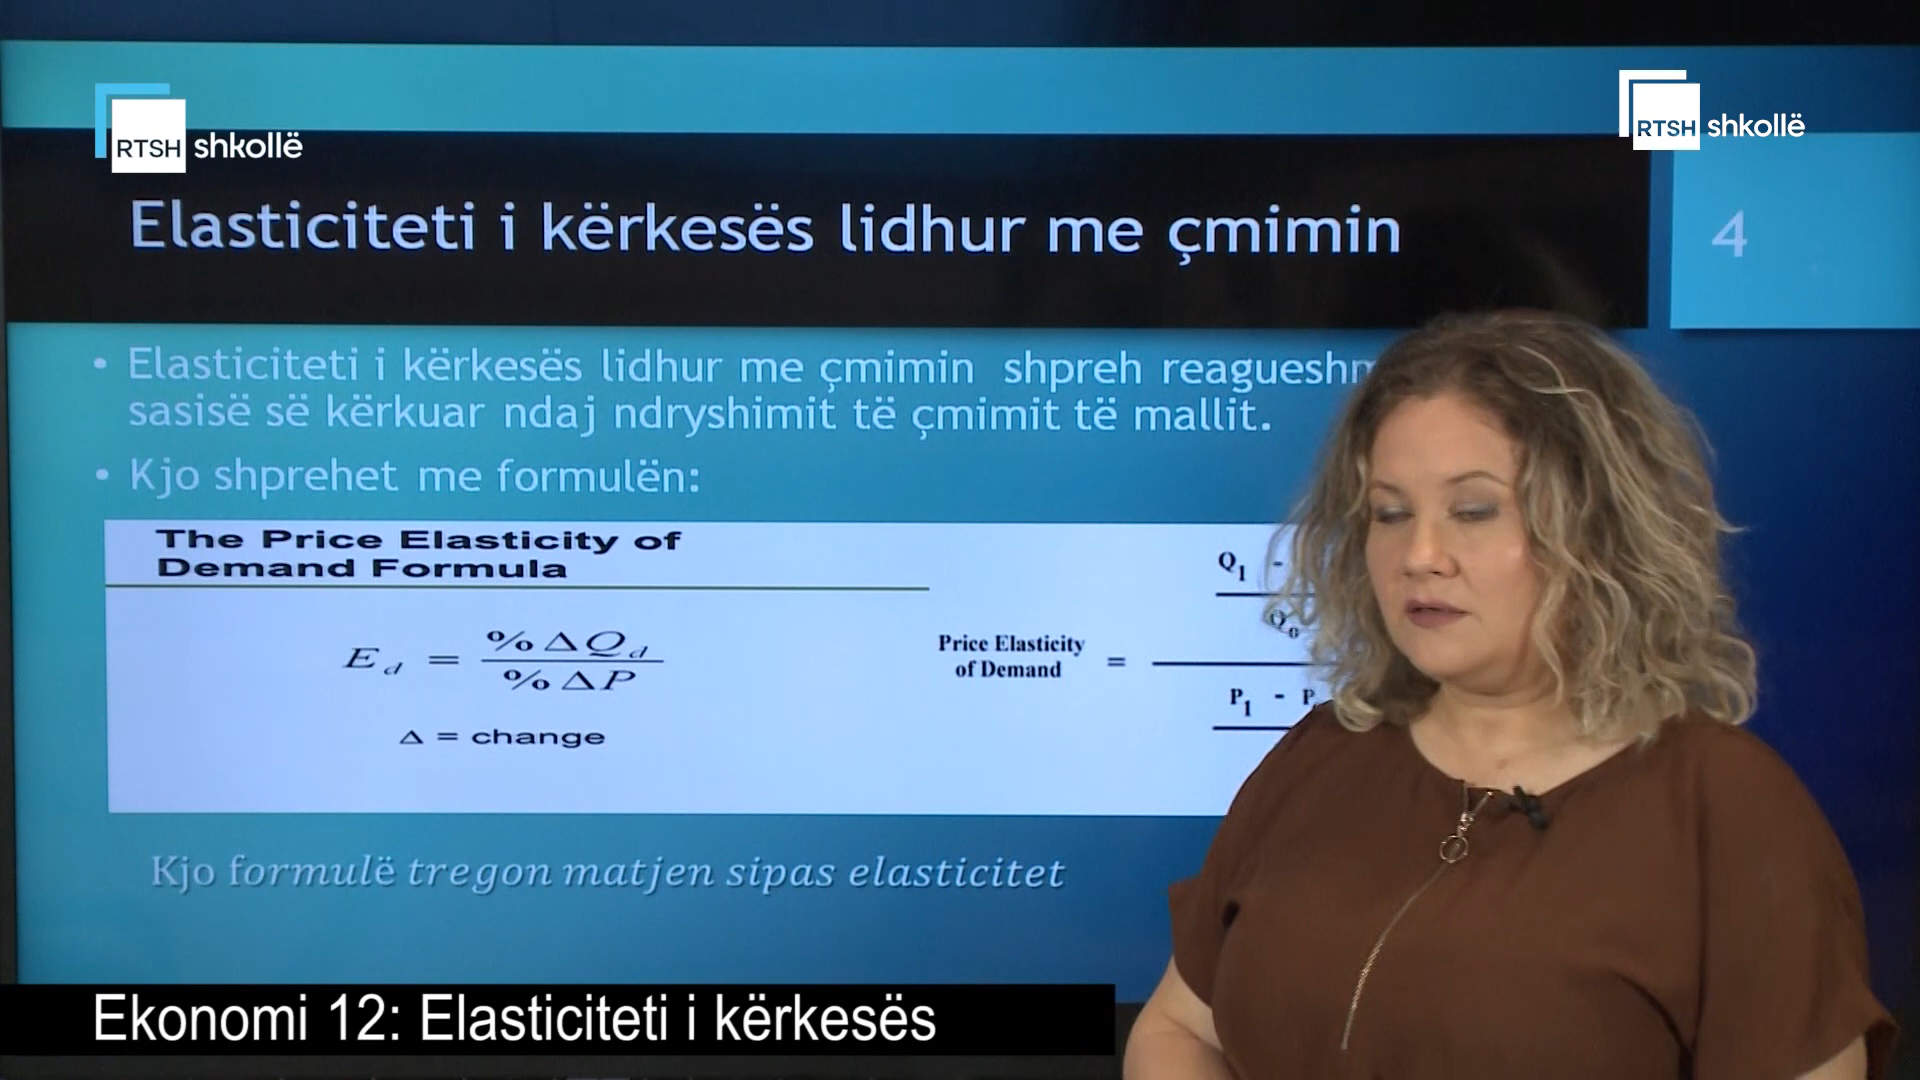 RTSH shkollë
RTSH shkollë
Elasticiteti i kërkesës lidhur me çmimin
4
• Elasticiteti i kërkesës lidhur me çmimin shpreh
sasisë së kërkuar ndaj ndryshimit të çmimit të mallit.
• Kjo shprehet me formulën:
The Price Elasticity of
Demand Formula
E_d = %ΔQ_d / %ΔP
Δ = change
Price Elasticity
of Demand =
Q1 -
Q0
P1 - P
Kjo formulë tregon matjen sipas elasticitet
Ekonomi 12: Elasticiteti i kërkesës